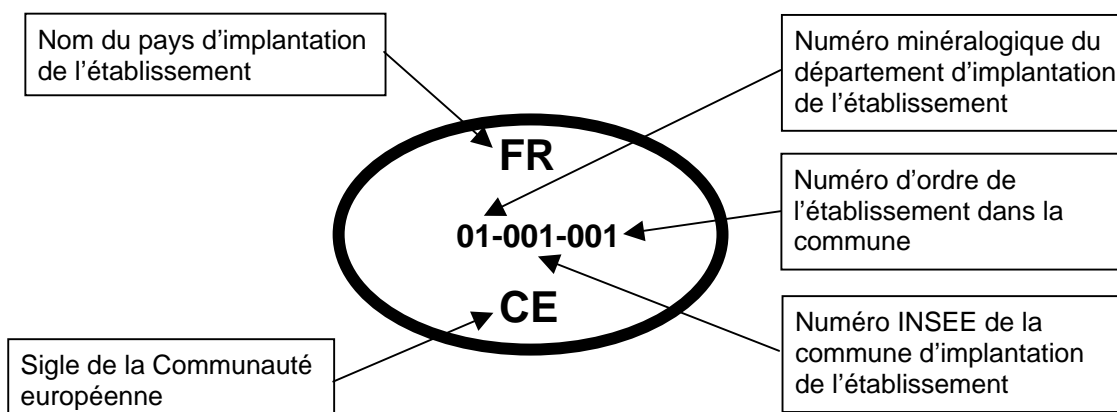 Nom du pays d'implantation
de l'établissement
Numéro minéralogique du
département d'implantation
de l'établissement
FR
01-001-001
CE
Numéro d'ordre de
l'établissement dans la
commune
Numéro INSEE de la
commune d'implantation
de l'établissement
Sigle de la Communauté
européenne